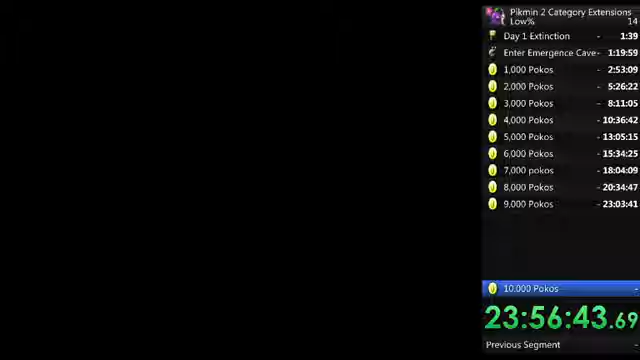 Pikmin 2 Category Extensions
Low% 14
Day 1 Extinction - 1:39
Enter Emergence Cave - 1:19:59
1,000 Pokos - 2:53:09
2,000 Pokos - 5:26:22
3,000 Pokos - 8:11:05
4,000 Pokos - 10:36:42
5,000 Pokos - 13:05:15
6,000 Pokos - 15:34:25
7,000 pokos - 18:04:09
8,000 Pokos - 20:34:47
9,000 Pokos - 23:03:41
10,000 Pokos -
23:56:43.69
Previous Segment -